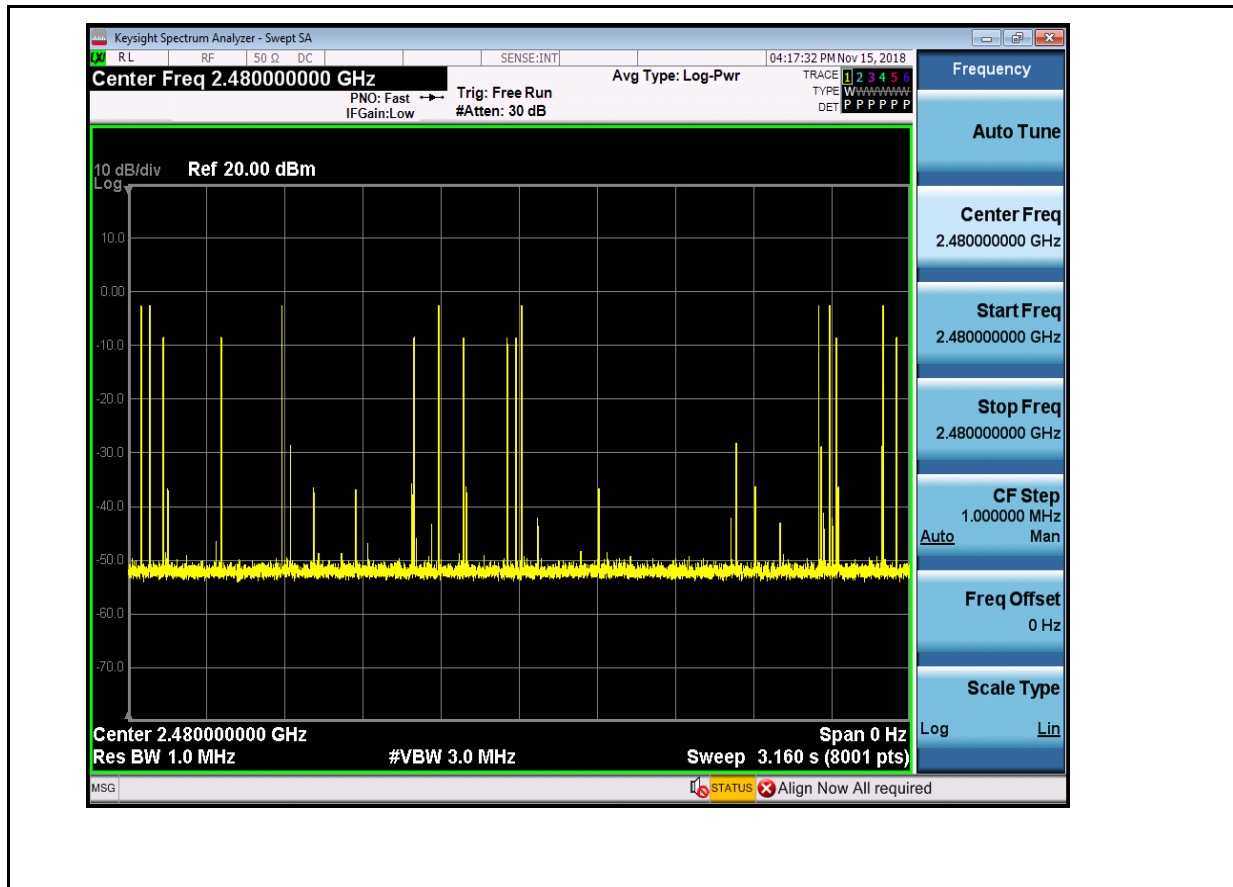 Keysight Spectrum Analyzer - Swept SA
LXI RL RF 50 Ω DC SENSE:INT 04:17:32 PM Nov 15, 2018
Center Freq 2.480000000 GHz Avg Type: Log-Pwr TRACE 1 2 3 4 5 6
PNO: Fast Trig: Free Run TYPE WWWWWW
IFGain:Low #Atten: 30 dB DET P P P P P P
10 dB/div Ref 20.00 dBm
Log
10.0
0.00
-10.0
-20.0
-30.0
-40.0
-50.0
-60.0
-70.0
Center 2.480000000 GHz Span 0 Hz
Res BW 1.0 MHz #VBW 3.0 MHz Sweep 3.160 s (8001 pts)
MSG STATUS Align Now All required
Frequency
Auto Tune
Center Freq
2.480000000 GHz
Start Freq
2.480000000 GHz
Stop Freq
2.480000000 GHz
CF Step
1.000000 MHz
Auto Man
Freq Offset
0 Hz
Scale Type
Log Lin